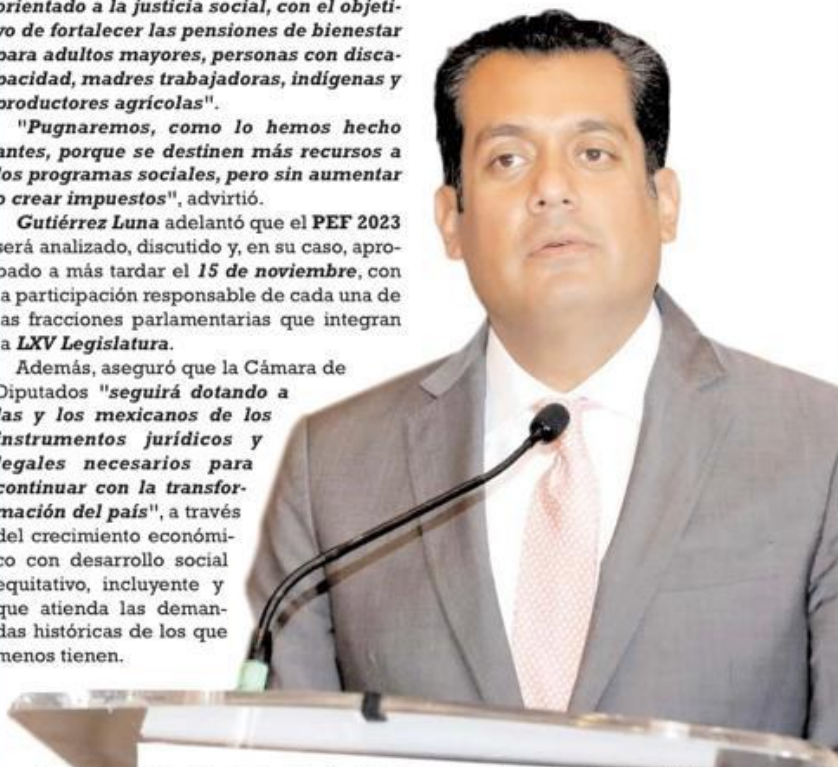 orientado a la justicia social, con el objeti-
vo de fortalecer las pensiones de bienestar
para adultos mayores, personas con disca-
pacidad, madres trabajadoras, indígenas y
productores agrícolas".
"Pugnaremos, como lo hemos hecho
antes, porque se destinen más recursos a
los programas sociales, pero sin aumentar
o crear impuestos", advirtió.
Gutiérrez Luna adelantó que el PEF 2023
será analizado, discutido y, en su caso, apro-
bado a más tardar el 15 de noviembre, con
a participación responsable de cada una de
as fracciones parlamentarias que integran
a LXV Legislatura.
Además, aseguró que la Cámara de
Diputados "seguirá dotando a
las y los mexicanos de los
instrumentos jurídicos y
legales necesarios para
continuar con la transfor-
mación del país", a través
del crecimiento económi-
co con desarrollo social
equitativo, incluyente y
que atienda las deman-
das históricas de los que
menos tienen.